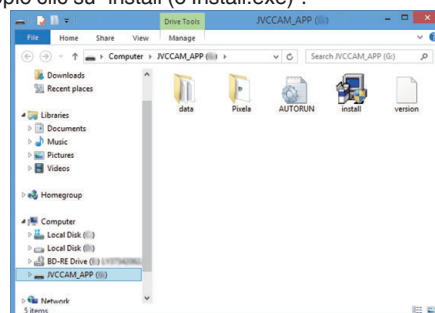 pio clic su "install (o install.exe)".
Drive Tools
JVCCAM_APP
File Home Share View Manage
Computer JVCCAM_APP Search JVCCAM_APP (G:)
Downloads
Recent places
Libraries
Documents
Music
Pictures
Videos
Homegroup
Computer
Local Disk
Local Disk
BD-RE Drive
JVCCAM_APP
Network
data Pixela AUTORUN install version
5 items